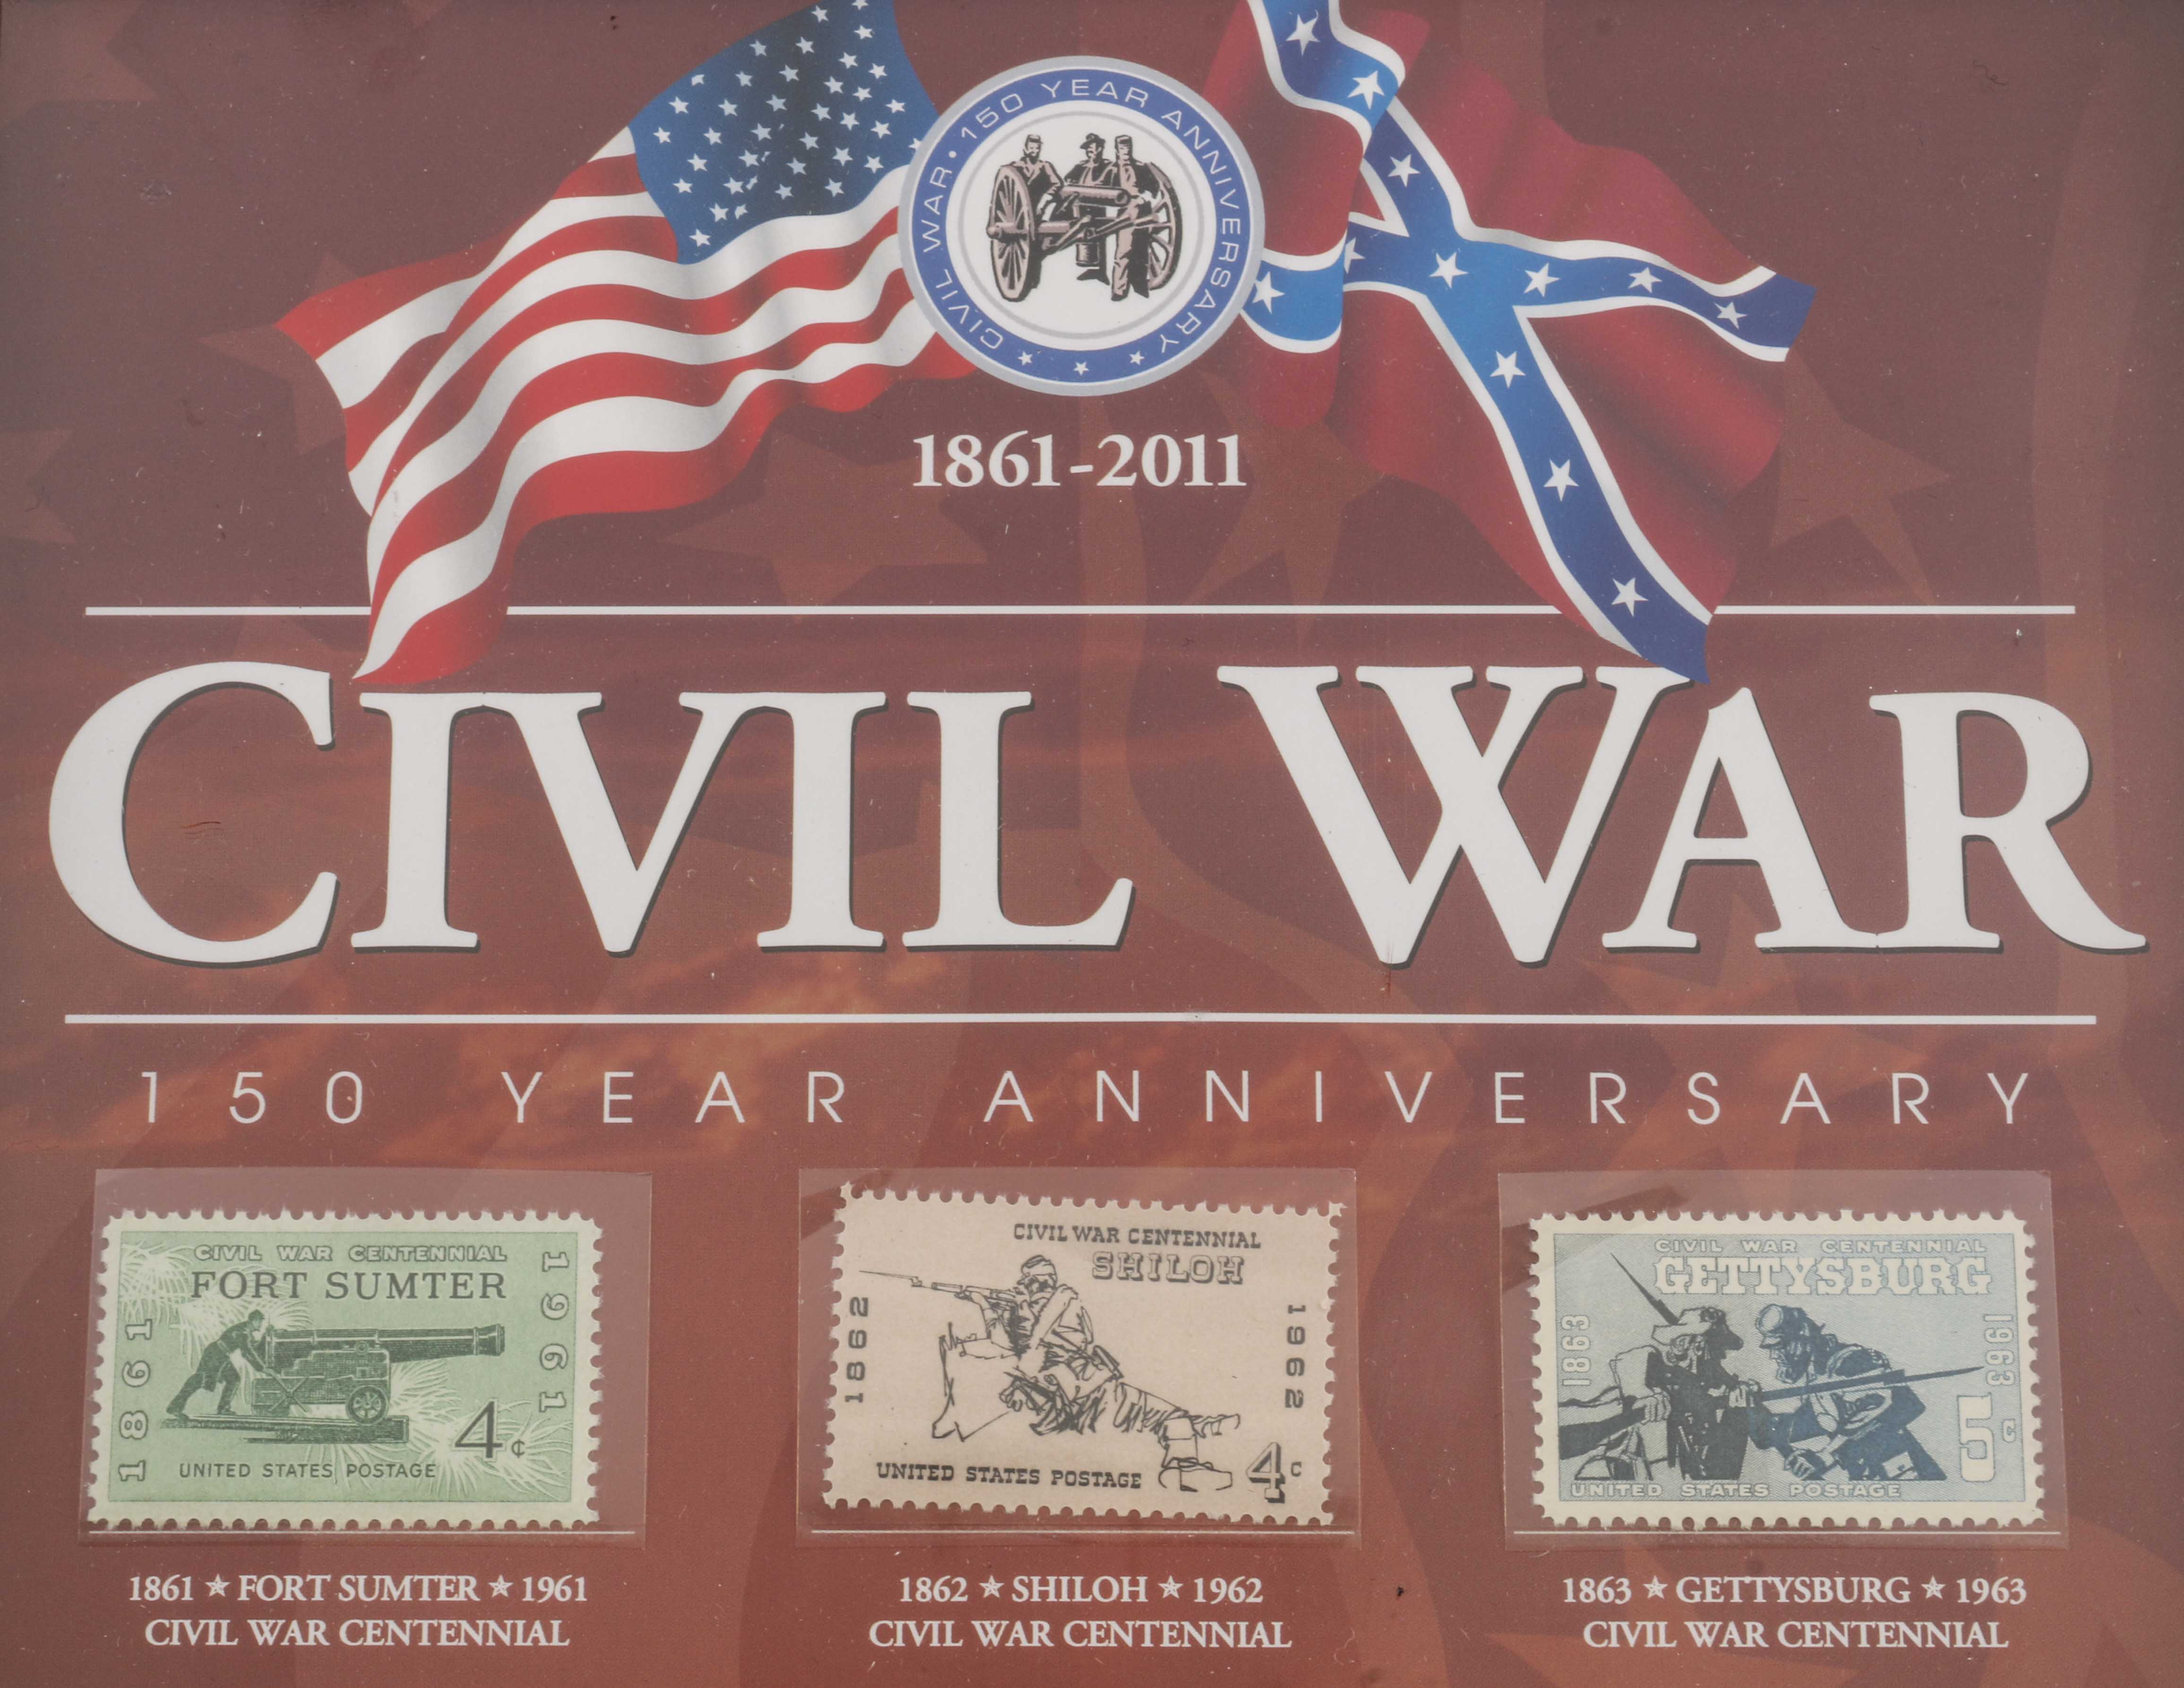 CIVIL WAR • 150 YEAR ANNIVERSARY
1861-2011
CIVIL WAR
150 YEAR ANNIVERSARY
CIVIL WAR CENTENNIAL
FORT SUMTER
1861
1961
4¢
UNITED STATES POSTAGE
CIVIL WAR CENTENNIAL
SHILOH
1862
1962
4c
UNITED STATES POSTAGE
CIVIL WAR CENTENNIAL
GETTYSBURG
1863
1963
5c
UNITED STATES POSTAGE
1861 ★ FORT SUMTER ★ 1961
CIVIL WAR CENTENNIAL
1862 ★ SHILOH ★ 1962
CIVIL WAR CENTENNIAL
1863 ★ GETTYSBURG ★ 1963
CIVIL WAR CENTENNIAL